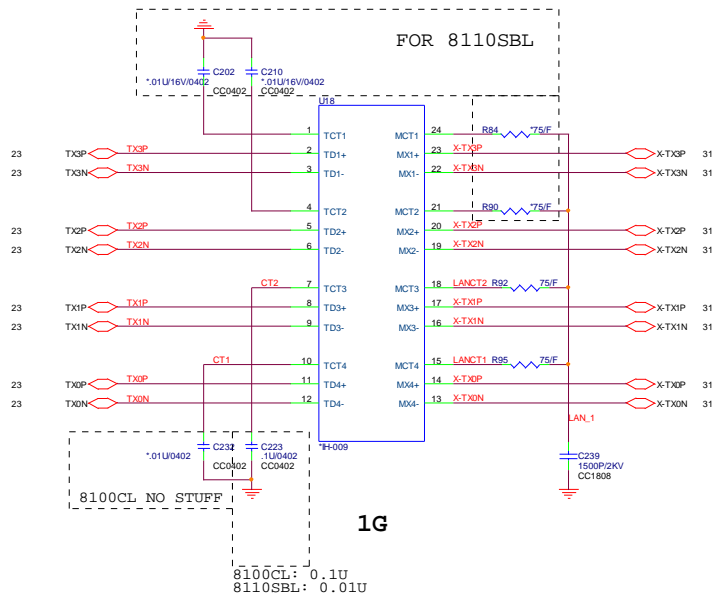 FOR 8110SBL
C202
C210
*.01U/16V/0402
*.01U/16V/0402
CC0402
CC0402
U18
1
TCT1
MCT1
24
R84
*75/F
23
TX3P
TX3P
2
TD1+
MX1+
23
X-TX3P
X-TX3P
31
23
TX3N
TX3N
3
TD1-
MX1-
22
X-TX3N
X-TX3N
31
4
TCT2
MCT2
21
R90
*75/F
23
TX2P
TX2P
5
TD2+
MX2+
20
X-TX2P
X-TX2P
31
23
TX2N
TX2N
6
TD2-
MX2-
19
X-TX2N
X-TX2N
31
CT2
7
TCT3
MCT3
18
LANCT2
R92
75/F
23
TX1P
TX1P
8
TD3+
MX3+
17
X-TX1P
X-TX1P
31
23
TX1N
TX1N
9
TD3-
MX3-
16
X-TX1N
X-TX1N
31
CT1
10
TCT4
MCT4
15
LANCT1
R95
75/F
23
TX0P
TX0P
11
TD4+
MX4+
14
X-TX0P
X-TX0P
31
23
TX0N
TX0N
12
TD4-
MX4-
13
X-TX0N
X-TX0N
31
LAN_1
C232
C223
*.01U/0402
.1U/0402
CC0402
CC0402
*IH-009
C239
1500P/2KV
CC1808
8100CL NO STUFF
1G
8100CL: 0.1U
8110SBL: 0.01U